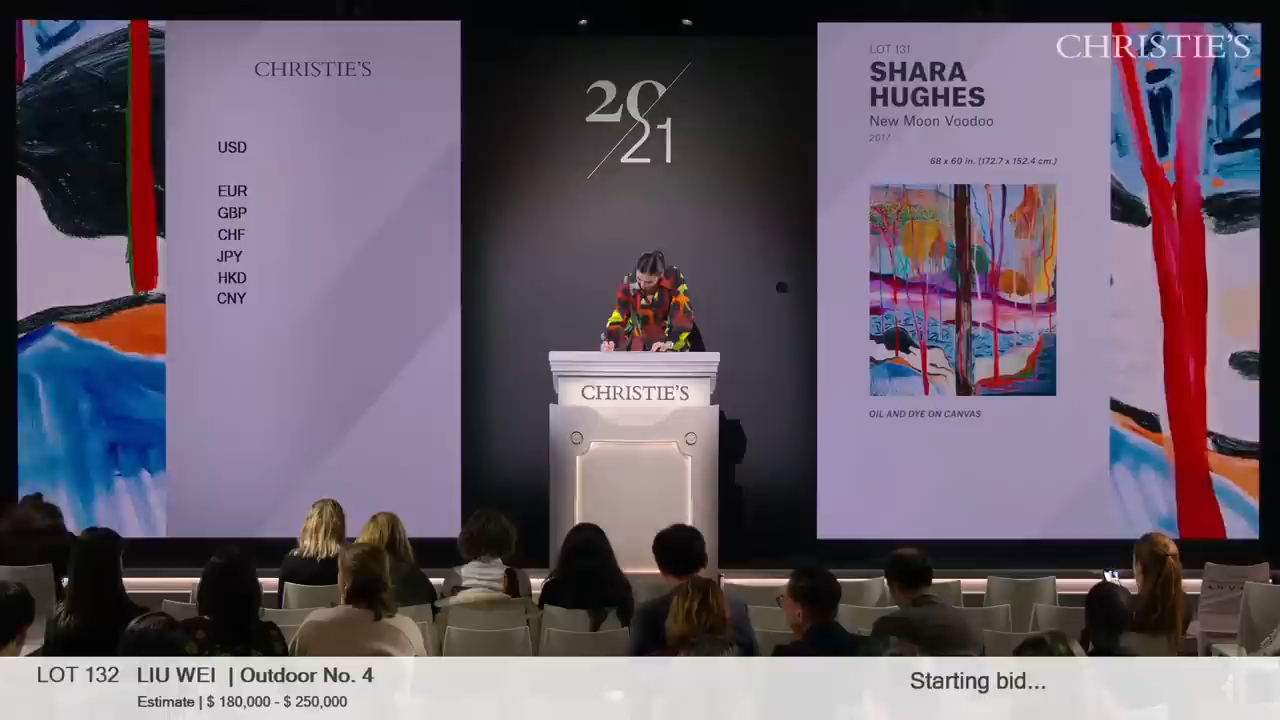 CHRISTIE'S
USD
EUR
GBP
CHF
JPY
HKD
CNY
20
21
CHRISTIE'S
LOT 131
SHARA
HUGHES
New Moon Voodoo
2017
68 x 60 in. (172.7 x 152.4 cm.)
OIL AND DYE ON CANVAS
CHRISTIE'S
LOT 132 LIU WEI | Outdoor No. 4
Estimate | $ 180,000 - $ 250,000
Starting bid...